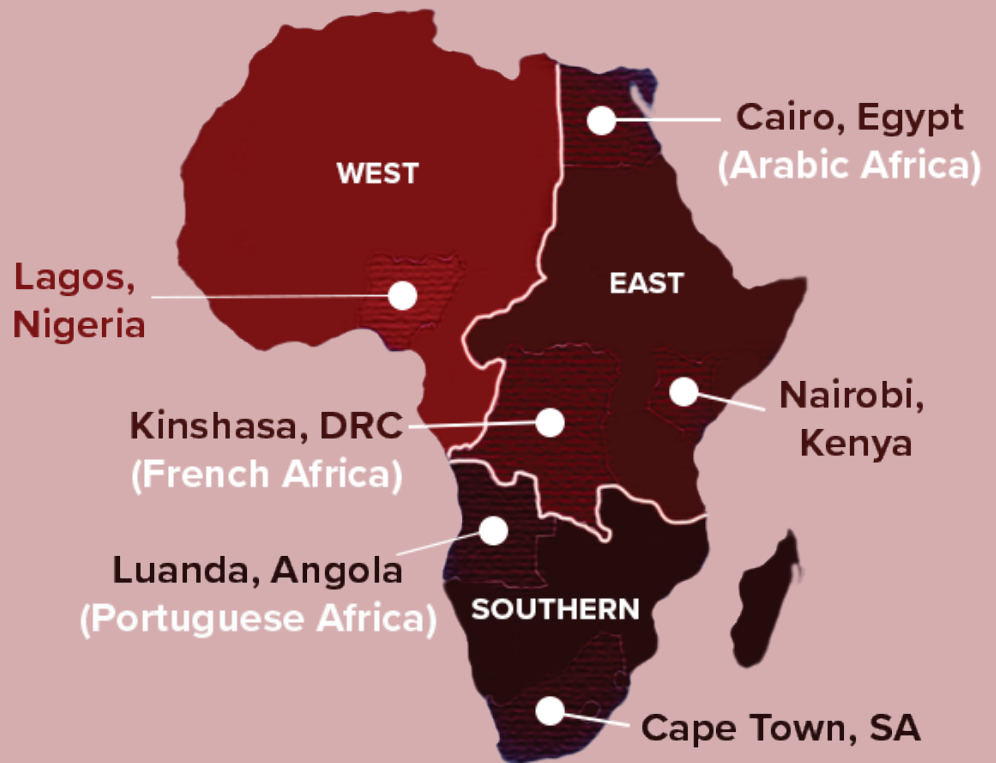 Cairo, Egypt
(Arabic Africa)
WEST
Lagos,
Nigeria
EAST
Nairobi,
Kenya
Kinshasa, DRC
(French Africa)
Luanda, Angola
(Portuguese Africa)
SOUTHERN
Cape Town, SA